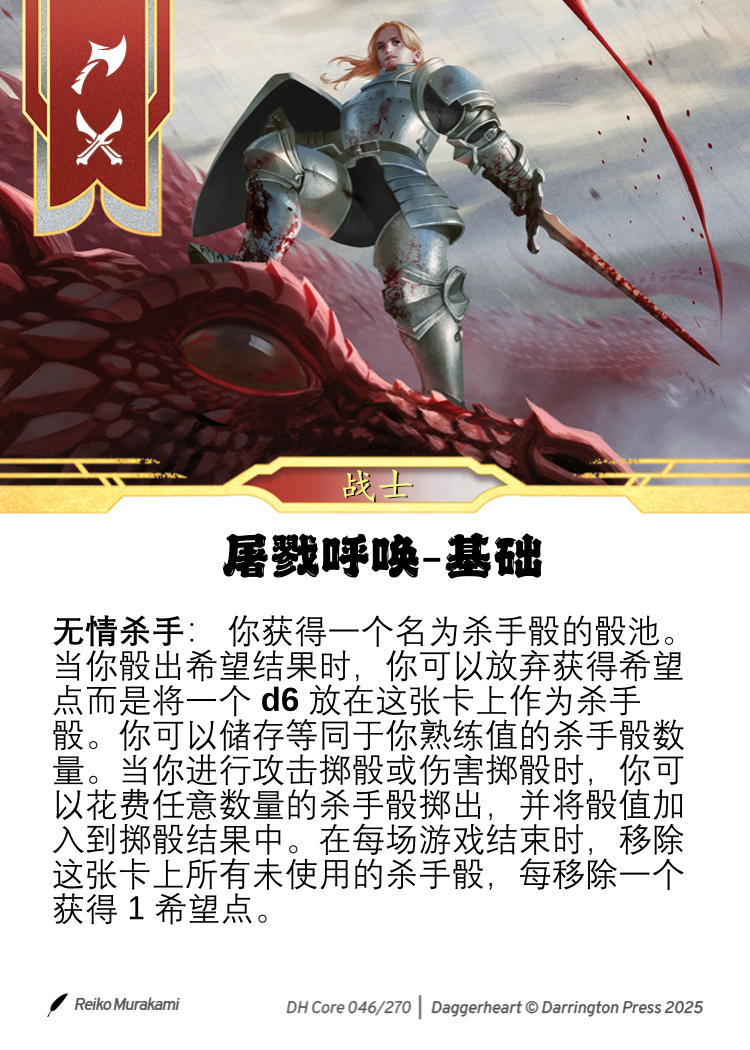 战士
屠戮呼唤-基础
无情杀手： 你获得一个名为杀手骰的骰池。
当你骰出希望结果时，你可以放弃获得希望
点而是将一个 d6 放在这张卡上作为杀手
骰。你可以储存等同于你熟练值的杀手骰数
量。当你进行攻击掷骰或伤害掷骰时，你可
以花费任意数量的杀手骰掷出，并将骰值加
入到掷骰结果中。在每场游戏结束时，移除
这张卡上所有未使用的杀手骰，每移除一个
获得 1 希望点。
Reiko Murakami
DH Core 046/270 | Daggerheart © Darrington Press 2025